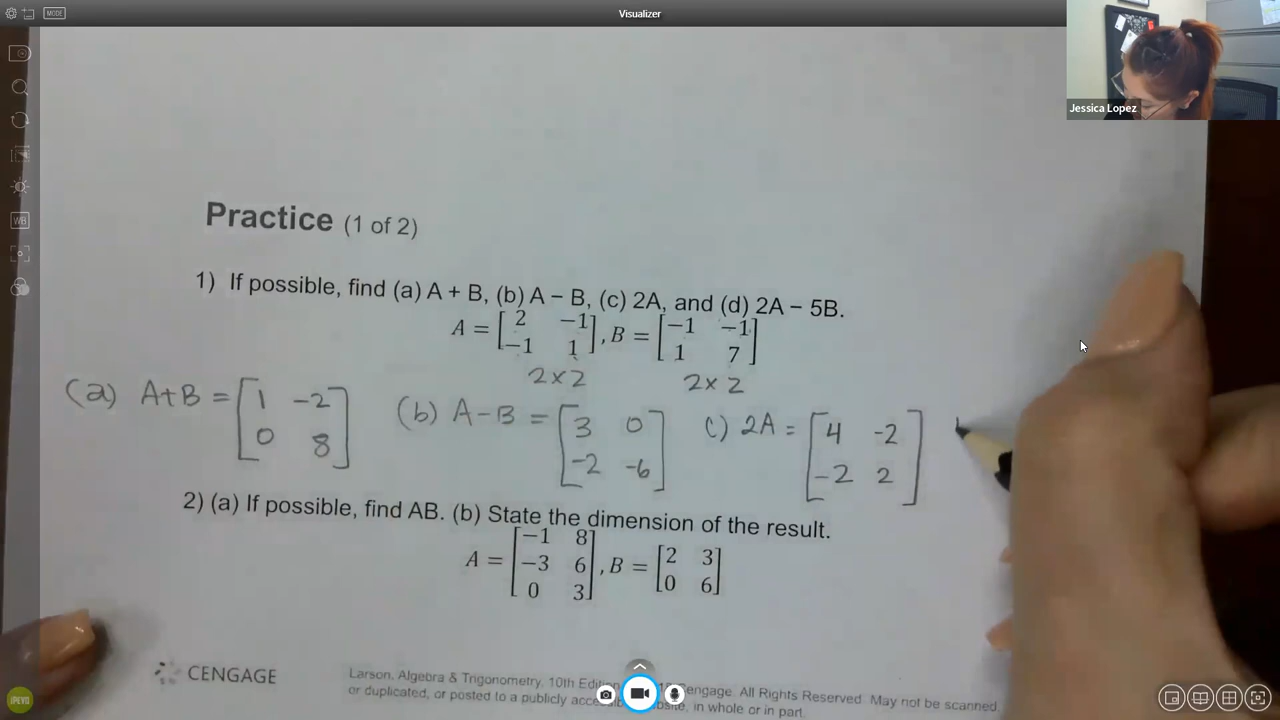 MODE
Visualizer
WB
Jessica Lopez
Practice (1 of 2)
1) If possible, find (a) A + B, (b) A − B, (c) 2A, and (d) 2A − 5B.
A = [2 −1], B = [−1 −1]
[−1 1] [1 7]
2×2 2×2
(a) A+B = [1 -2] (b) A-B = [3 0] c) 2A = [4 -2]
[0 8] [-2 -6] [-2 2]
2) (a) If possible, find AB. (b) State the dimension of the result.
[−1 8]
A = [−3 6], B = [2 3]
[0 3] [0 6]
CENGAGE
Larson, Algebra & Trigonometry, 10th engage. All Rights Reserved. May not be scanned,
or duplicated, or posted to a publicly in whole or in part.
IPEVO